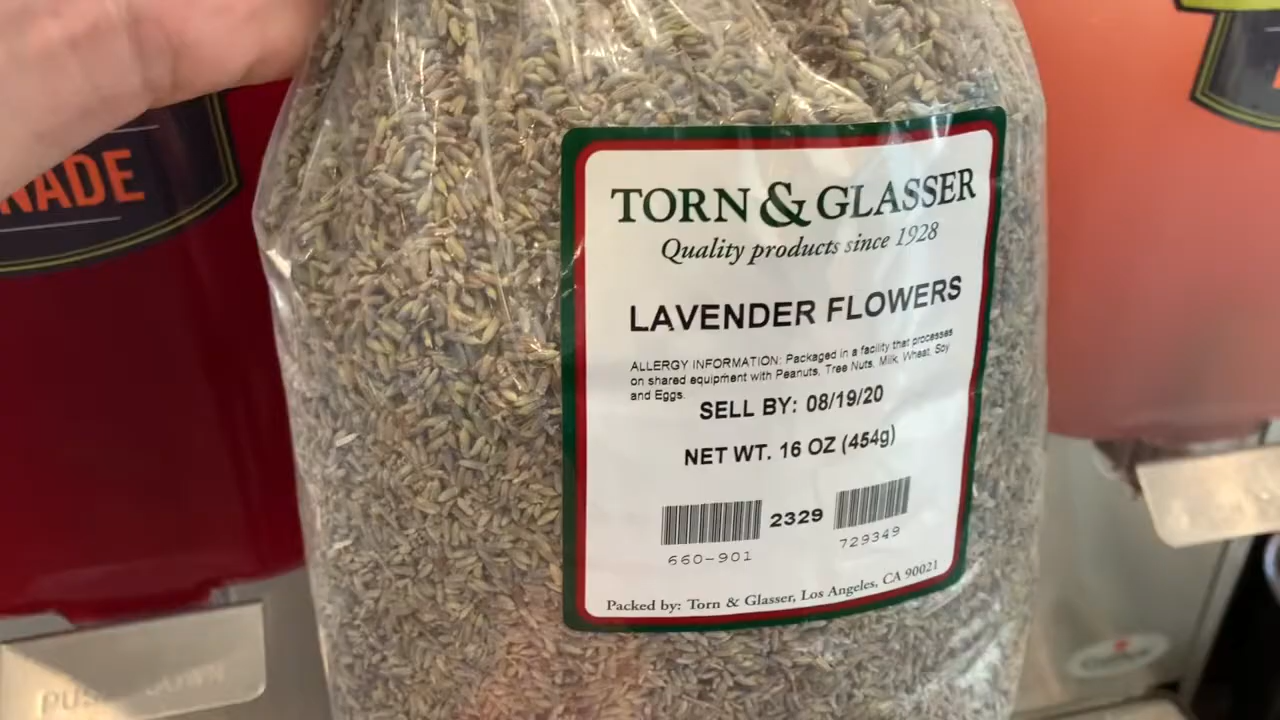 NADE
TORN & GLASSER
Quality products since 1928
LAVENDER FLOWERS
ALLERGY INFORMATION: Packaged in a facility that processes
on shared equipment with Peanuts, Tree Nuts, Milk, Wheat, Soy
and Eggs.
SELL BY: 08/19/20
NET WT. 16 OZ (454g)
2329
660-901
729349
Packed by: Torn & Glasser, Los Angeles, CA 90021